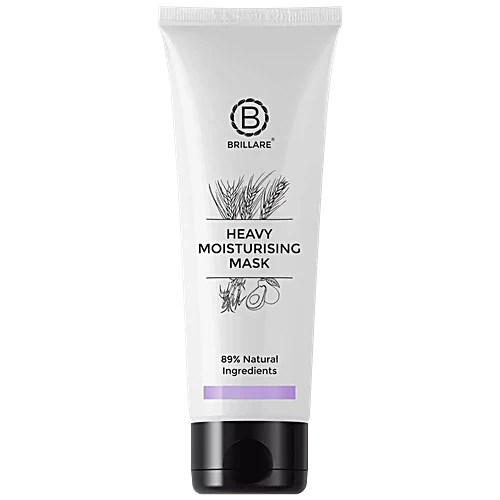 B
BRILLARE®
HEAVY
MOISTURISING
MASK
89% Natural
Ingredients